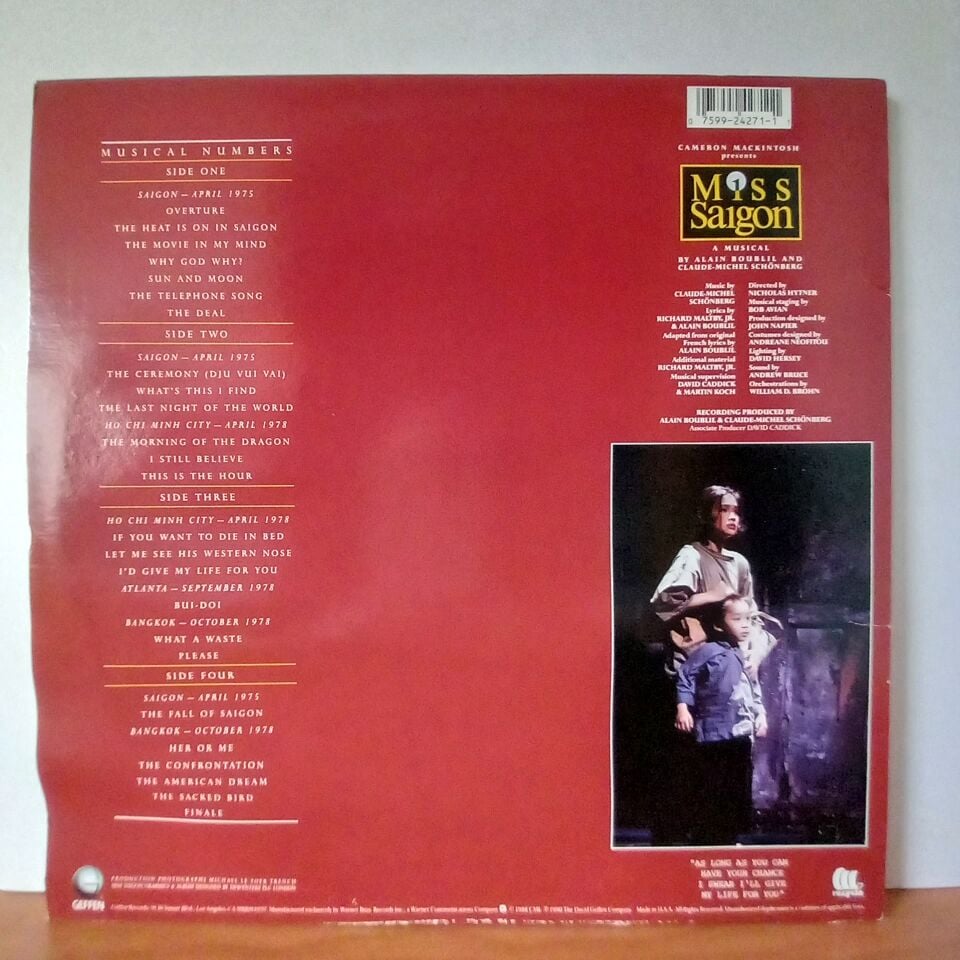 MUSICAL NUMBERS
SIDE ONE
SAIGON — APRIL 1975
OVERTURE
THE HEAT IS ON IN SAIGON
THE MOVIE IN MY MIND
WHY GOD WHY?
SUN AND MOON
THE TELEPHONE SONG
THE DEAL
SIDE TWO
SAIGON — APRIL 1975
THE CEREMONY (DJU VUI VAI)
WHAT'S THIS I FIND
THE LAST NIGHT OF THE WORLD
HO CHI MINH CITY — APRIL 1978
THE MORNING OF THE DRAGON
I STILL BELIEVE
THIS IS THE HOUR
SIDE THREE
HO CHI MINH CITY — APRIL 1978
IF YOU WANT TO DIE IN BED
LET ME SEE HIS WESTERN NOSE
I'D GIVE MY LIFE FOR YOU
ATLANTA — SEPTEMBER 1978
BUI-DOI
BANGKOK — OCTOBER 1978
WHAT A WASTE
PLEASE
SIDE FOUR
SAIGON — APRIL 1975
THE FALL OF SAIGON
BANGKOK — OCTOBER 1978
HER OR ME
THE CONFRONTATION
THE AMERICAN DREAM
THE SACRED BIRD
FINALE
0 7599-24271-1 1
CAMERON MACKINTOSH
presents
Miss
Saigon
A MUSICAL
BY ALAIN BOUBLIL AND
CLAUDE-MICHEL SCHÖNBERG
Music by
CLAUDE-MICHEL
SCHÖNBERG
Lyrics by
RICHARD MALTBY, JR.
& ALAIN BOUBLIL
Adapted from original
French lyrics by
ALAIN BOUBLIL
Additional material
RICHARD MALTBY, JR.
Musical supervision
DAVID CADDICK
& MARTIN KOCH
Directed by
NICHOLAS HYTNER
Musical staging by
BOB AVIAN
Production designed by
JOHN NAPIER
Costumes designed by
ANDREANE NEOFITOU
Lighting by
DAVID HERSEY
Sound by
ANDREW BRUCE
Orchestrations by
WILLIAM D. BROHN
RECORDING PRODUCED BY
ALAIN BOUBLIL & CLAUDE-MICHEL SCHÖNBERG
Associate Producer DAVID CADDICK
"AS LONG AS YOU CAN
HAVE YOUR CHANCE
I SWEAR I'LL GIVE
MY LIFE FOR YOU"
GEFFEN
PRODUCTION PHOTOGRAPHS MICHAEL LE POER TRENCH